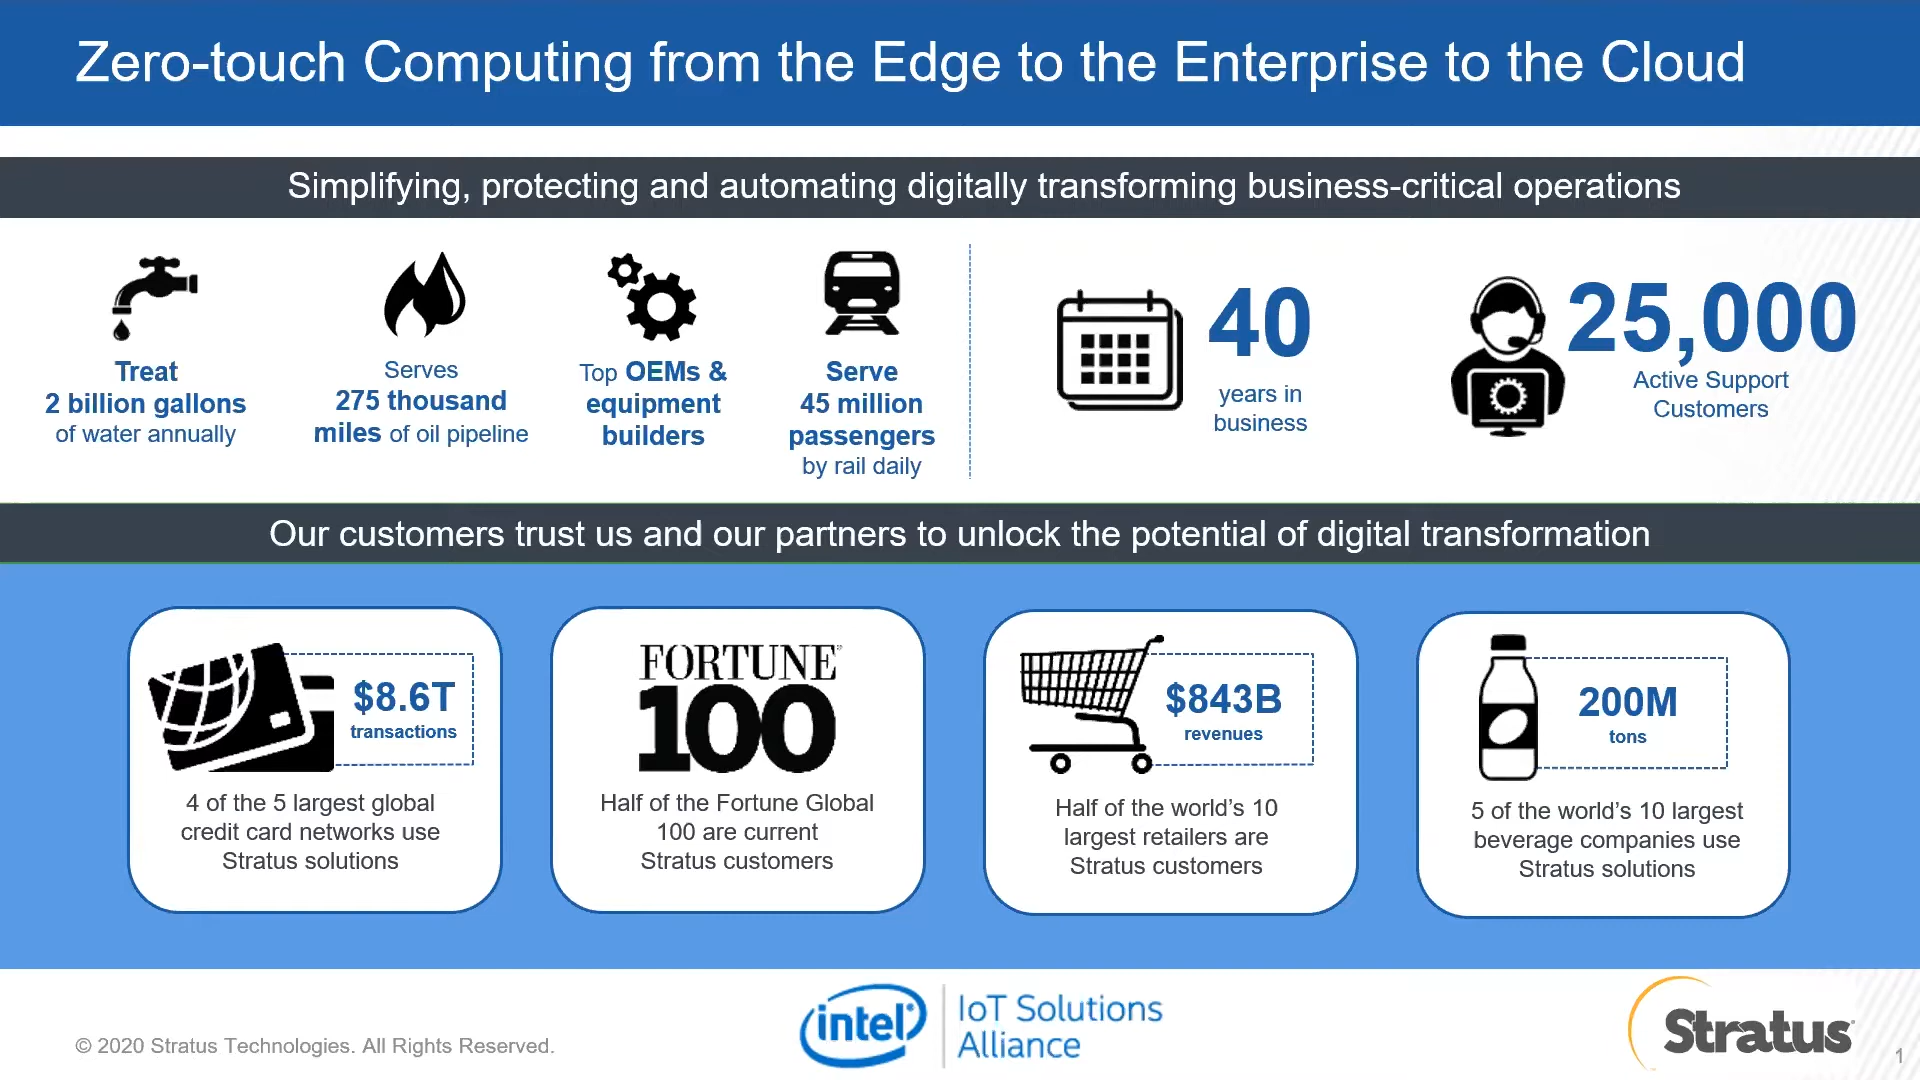 Zero-touch Computing from the Edge to the Enterprise to the Cloud
Simplifying, protecting and automating digitally transforming business-critical operations
Treat
2 billion gallons
of water annually
Serves
275 thousand
miles of oil pipeline
Top OEMs &
equipment
builders
Serve
45 million
passengers
by rail daily
40
years in
business
25,000
Active Support
Customers
Our customers trust us and our partners to unlock the potential of digital transformation
$8.6T
transactions
4 of the 5 largest global
credit card networks use
Stratus solutions
FORTUNE
100
Half of the Fortune Global
100 are current
Stratus customers
$843B
revenues
Half of the world’s 10
largest retailers are
Stratus customers
200M
tons
5 of the world’s 10 largest
beverage companies use
Stratus solutions
© 2020 Stratus Technologies. All Rights Reserved.
intel
IoT Solutions
Alliance
Stratus
1